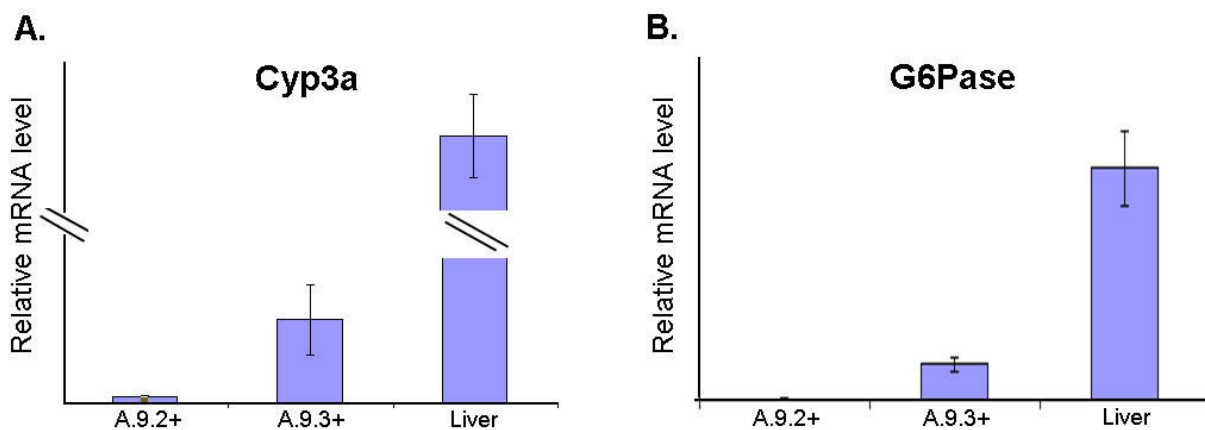 A.
Cyp3a
Relative mRNA level
A.9.2+ A.9.3+ Liver
B.
G6Pase
Relative mRNA level
A.9.2+ A.9.3+ Liver